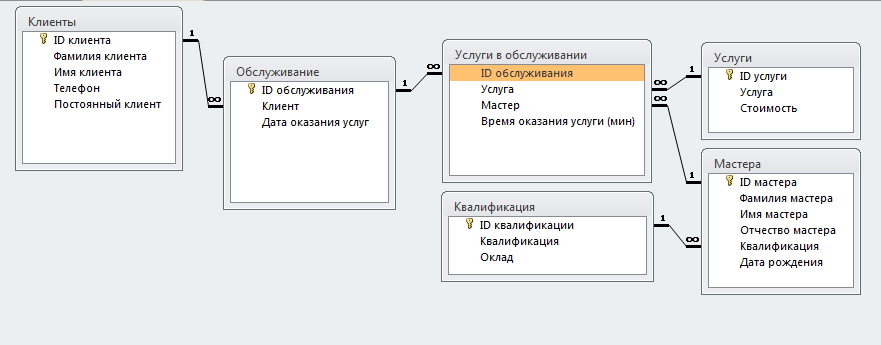 Клиенты
ID клиента
Фамилия клиента
Имя клиента
Телефон
Постоянный клиент
1
∞
Обслуживание
ID обслуживания
Клиент
Дата оказания услуг
1
∞
Услуги в обслуживании
ID обслуживания
Услуга
Мастер
Время оказания услуги (мин)
∞
∞
1
Услуги
ID услуги
Услуга
Стоимость
1
Мастера
ID мастера
Фамилия мастера
Имя мастера
Отчество мастера
Квалификация
Дата рождения
Квалификация
ID квалификации
Квалификация
Оклад
1
∞